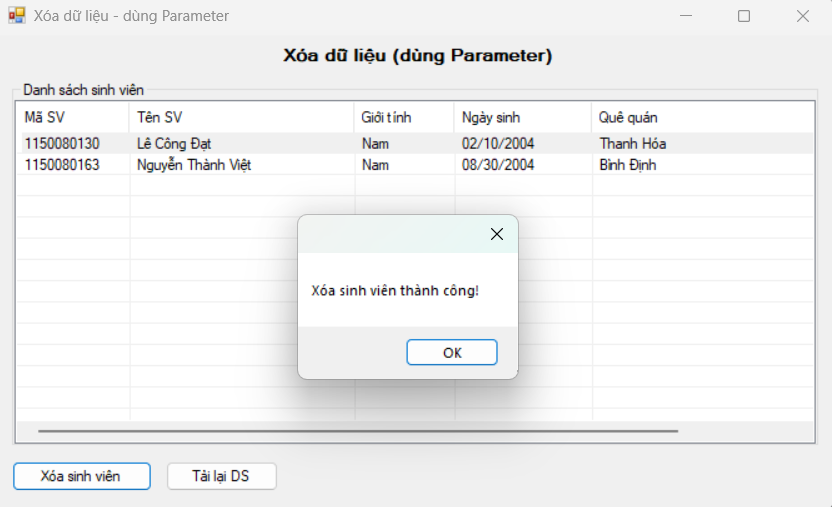 Xóa dữ liệu - dùng Parameter
Xóa dữ liệu (dùng Parameter)
Danh sách sinh viên
Mã SV Tên SV Giới tính Ngày sinh Quê quán
1150080130 Lê Công Đạt Nam 02/10/2004 Thanh Hóa
1150080163 Nguyễn Thành Việt Nam 08/30/2004 Bình Định
Xóa sinh viên thành công!
OK
Xóa sinh viên Tải lại DS